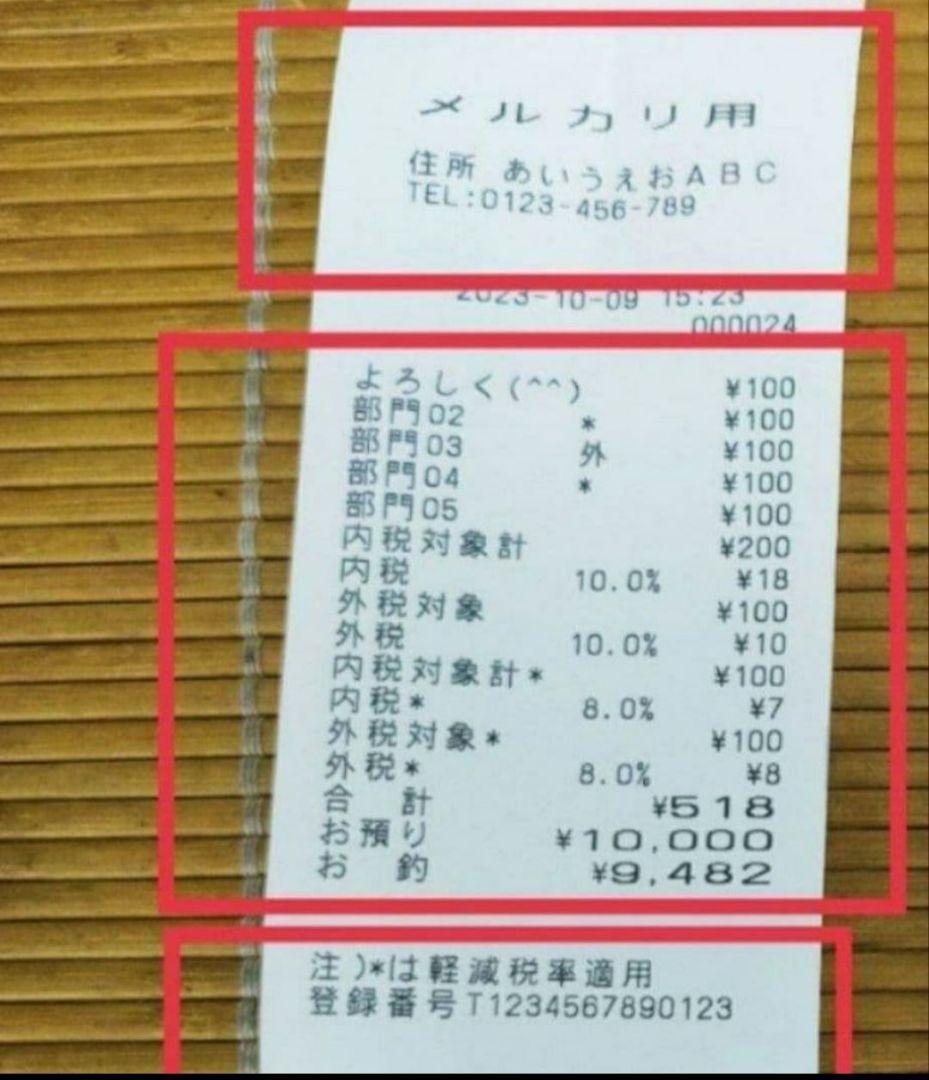 メルカリ用
住所 あいうえおABC
TEL:0123-456-789
2023-10-09 15:23
000024
よろしく(^^) ¥100
部門02 * ¥100
部門03 外 ¥100
部門04 * ¥100
部門05 ¥100
内税対象計 ¥200
内税 10.0% ¥18
外税対象 ¥100
外税 10.0% ¥10
内税対象計* ¥100
内税* 8.0% ¥7
外税対象* ¥100
外税* 8.0% ¥8
合 計 ¥518
お預り ¥10,000
お 釣 ¥9,482
注)*は軽減税率適用
登録番号T1234567890123